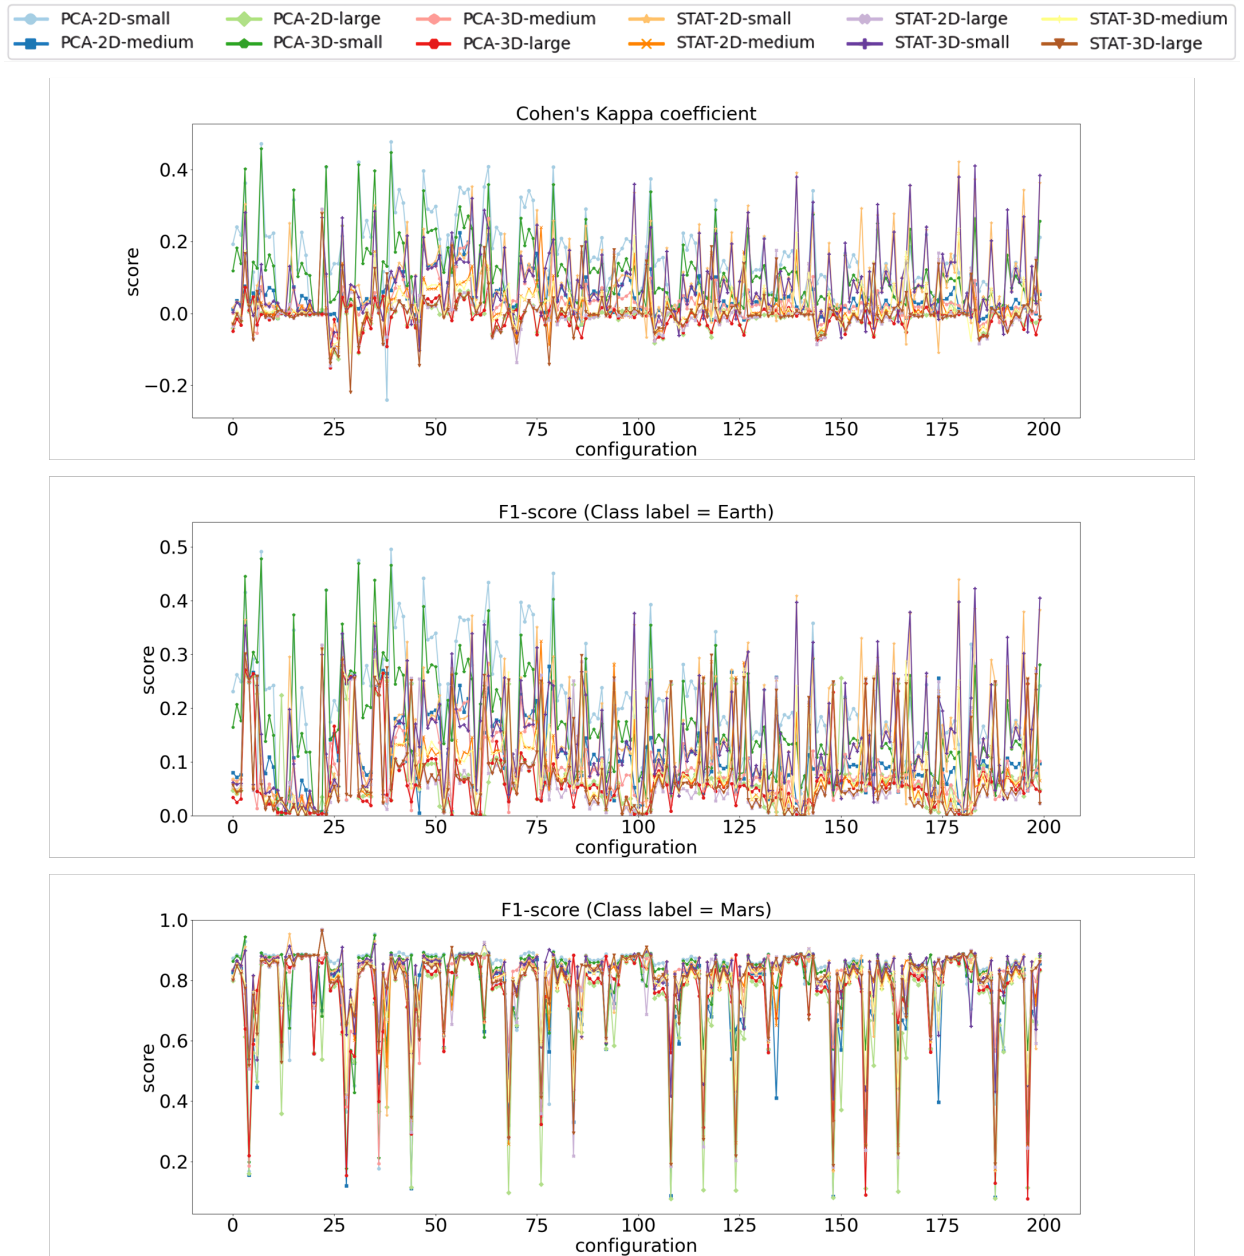 PCA-2D-small PCA-2D-large PCA-3D-medium STAT-2D-small STAT-2D-large STAT-3D-medium
PCA-2D-medium PCA-3D-small PCA-3D-large STAT-2D-medium STAT-3D-small STAT-3D-large
Cohen's Kappa coefficient
score
0.4
0.2
0.0
−0.2
0 25 50 75 100 125 150 175 200
configuration
F1-score (Class label = Earth)
score
0.5
0.4
0.3
0.2
0.1
0.0
0 25 50 75 100 125 150 175 200
configuration
F1-score (Class label = Mars)
score
1.0
0.8
0.6
0.4
0.2
0 25 50 75 100 125 150 175 200
configuration